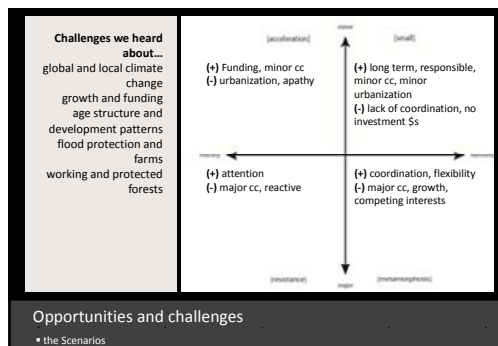 Challenges we heard
about…
global and local climate
change
growth and funding
age structure and
development patterns
flood protection and
farms
working and protected
forests
minor
[acceleration]
[small]
(+) Funding, minor cc
(-) urbanization, apathy
(+) long term, responsible,
minor cc, minor
urbanization
(-) lack of coordination, no
investment $s
(+) attention
(-) major cc, reactive
(+) coordination, flexibility
(-) major cc, growth,
competing interests
[resistance]
[metamorphosis]
major
Opportunities and challenges
▪ the Scenarios